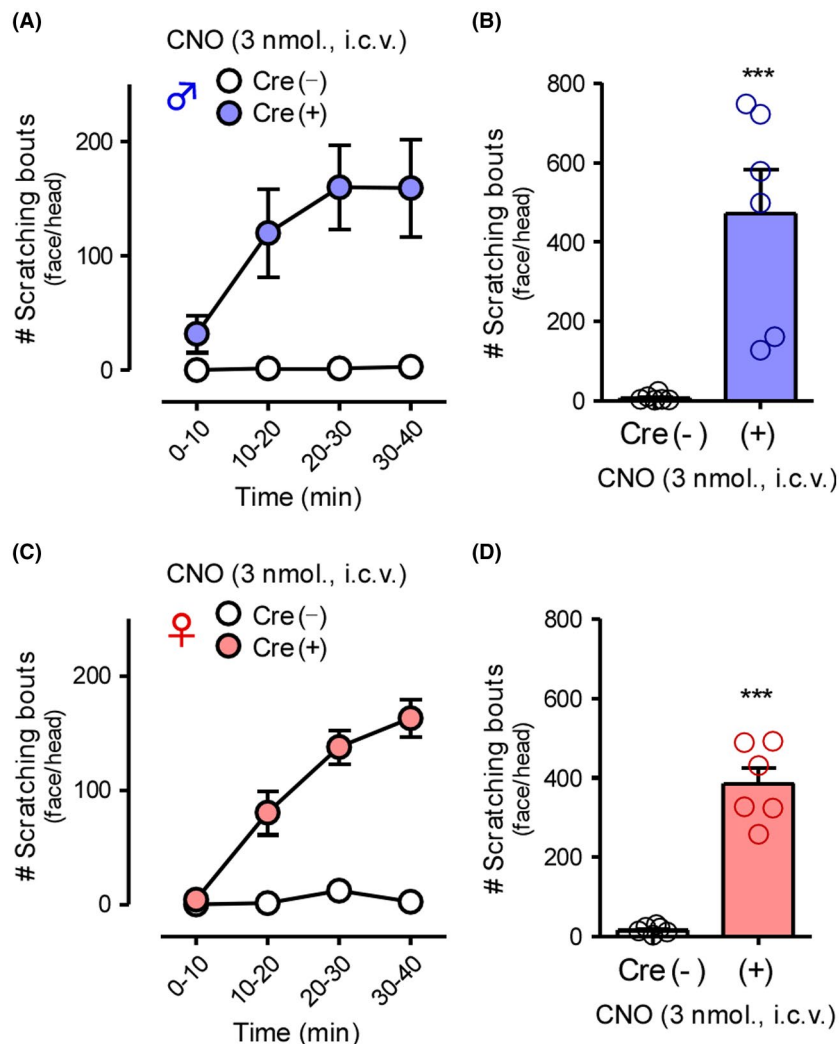 (A)
CNO (3 nmol., i.c.v.)
♂
Cre (−)
Cre (+)
# Scratching bouts
(face/head)
200
100
0
0-10
10-20
20-30
30-40
Time (min)
(B)
***
# Scratching bouts
(face/head)
800
600
400
200
0
Cre (-) (+)
CNO (3 nmol., i.c.v.)
(C)
CNO (3 nmol., i.c.v.)
♀
Cre (−)
Cre (+)
# Scratching bouts
(face/head)
200
100
0
0-10
10-20
20-30
30-40
Time (min)
(D)
***
# Scratching bouts
(face/head)
800
600
400
200
0
Cre (-) (+)
CNO (3 nmol., i.c.v.)